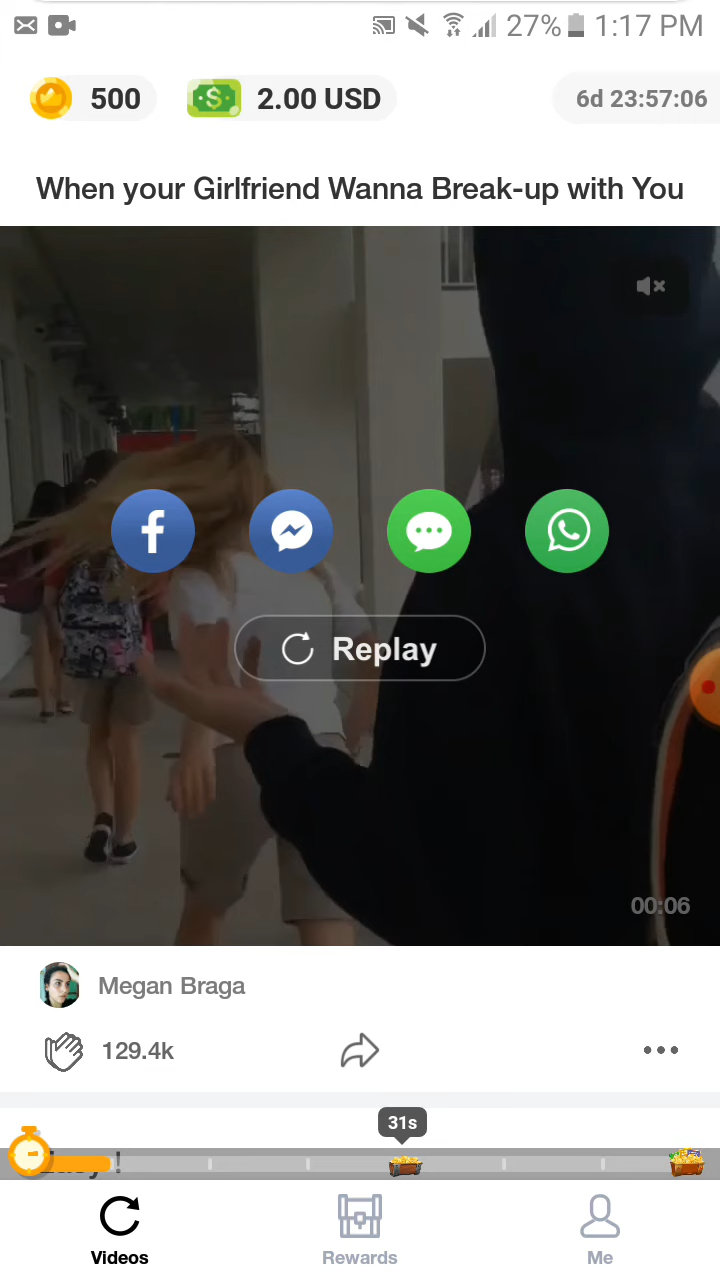 27% 1:17 PM
500 2.00 USD 6d 23:57:06
When your Girlfriend Wanna Break-up with You
Replay
00:06
Megan Braga
129.4k
31s
Videos Rewards Me